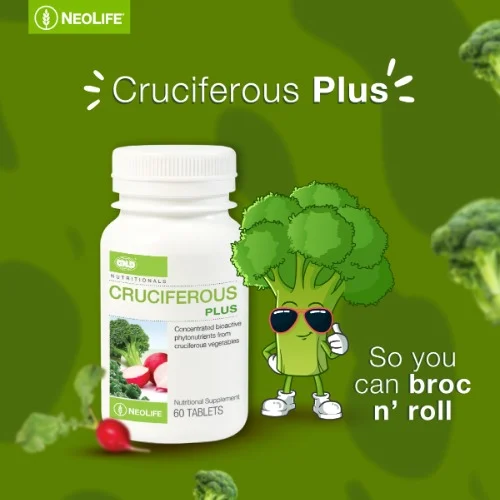 NEOLIFE
Cruciferous Plus
GNLD
NUTRITIONALS
CRUCIFEROUS
PLUS
Concentrated bioactive
phytonutrients from
cruciferous vegetables
Nutritional Supplement
60 TABLETS
NEOLIFE
So you
can broc
n' roll